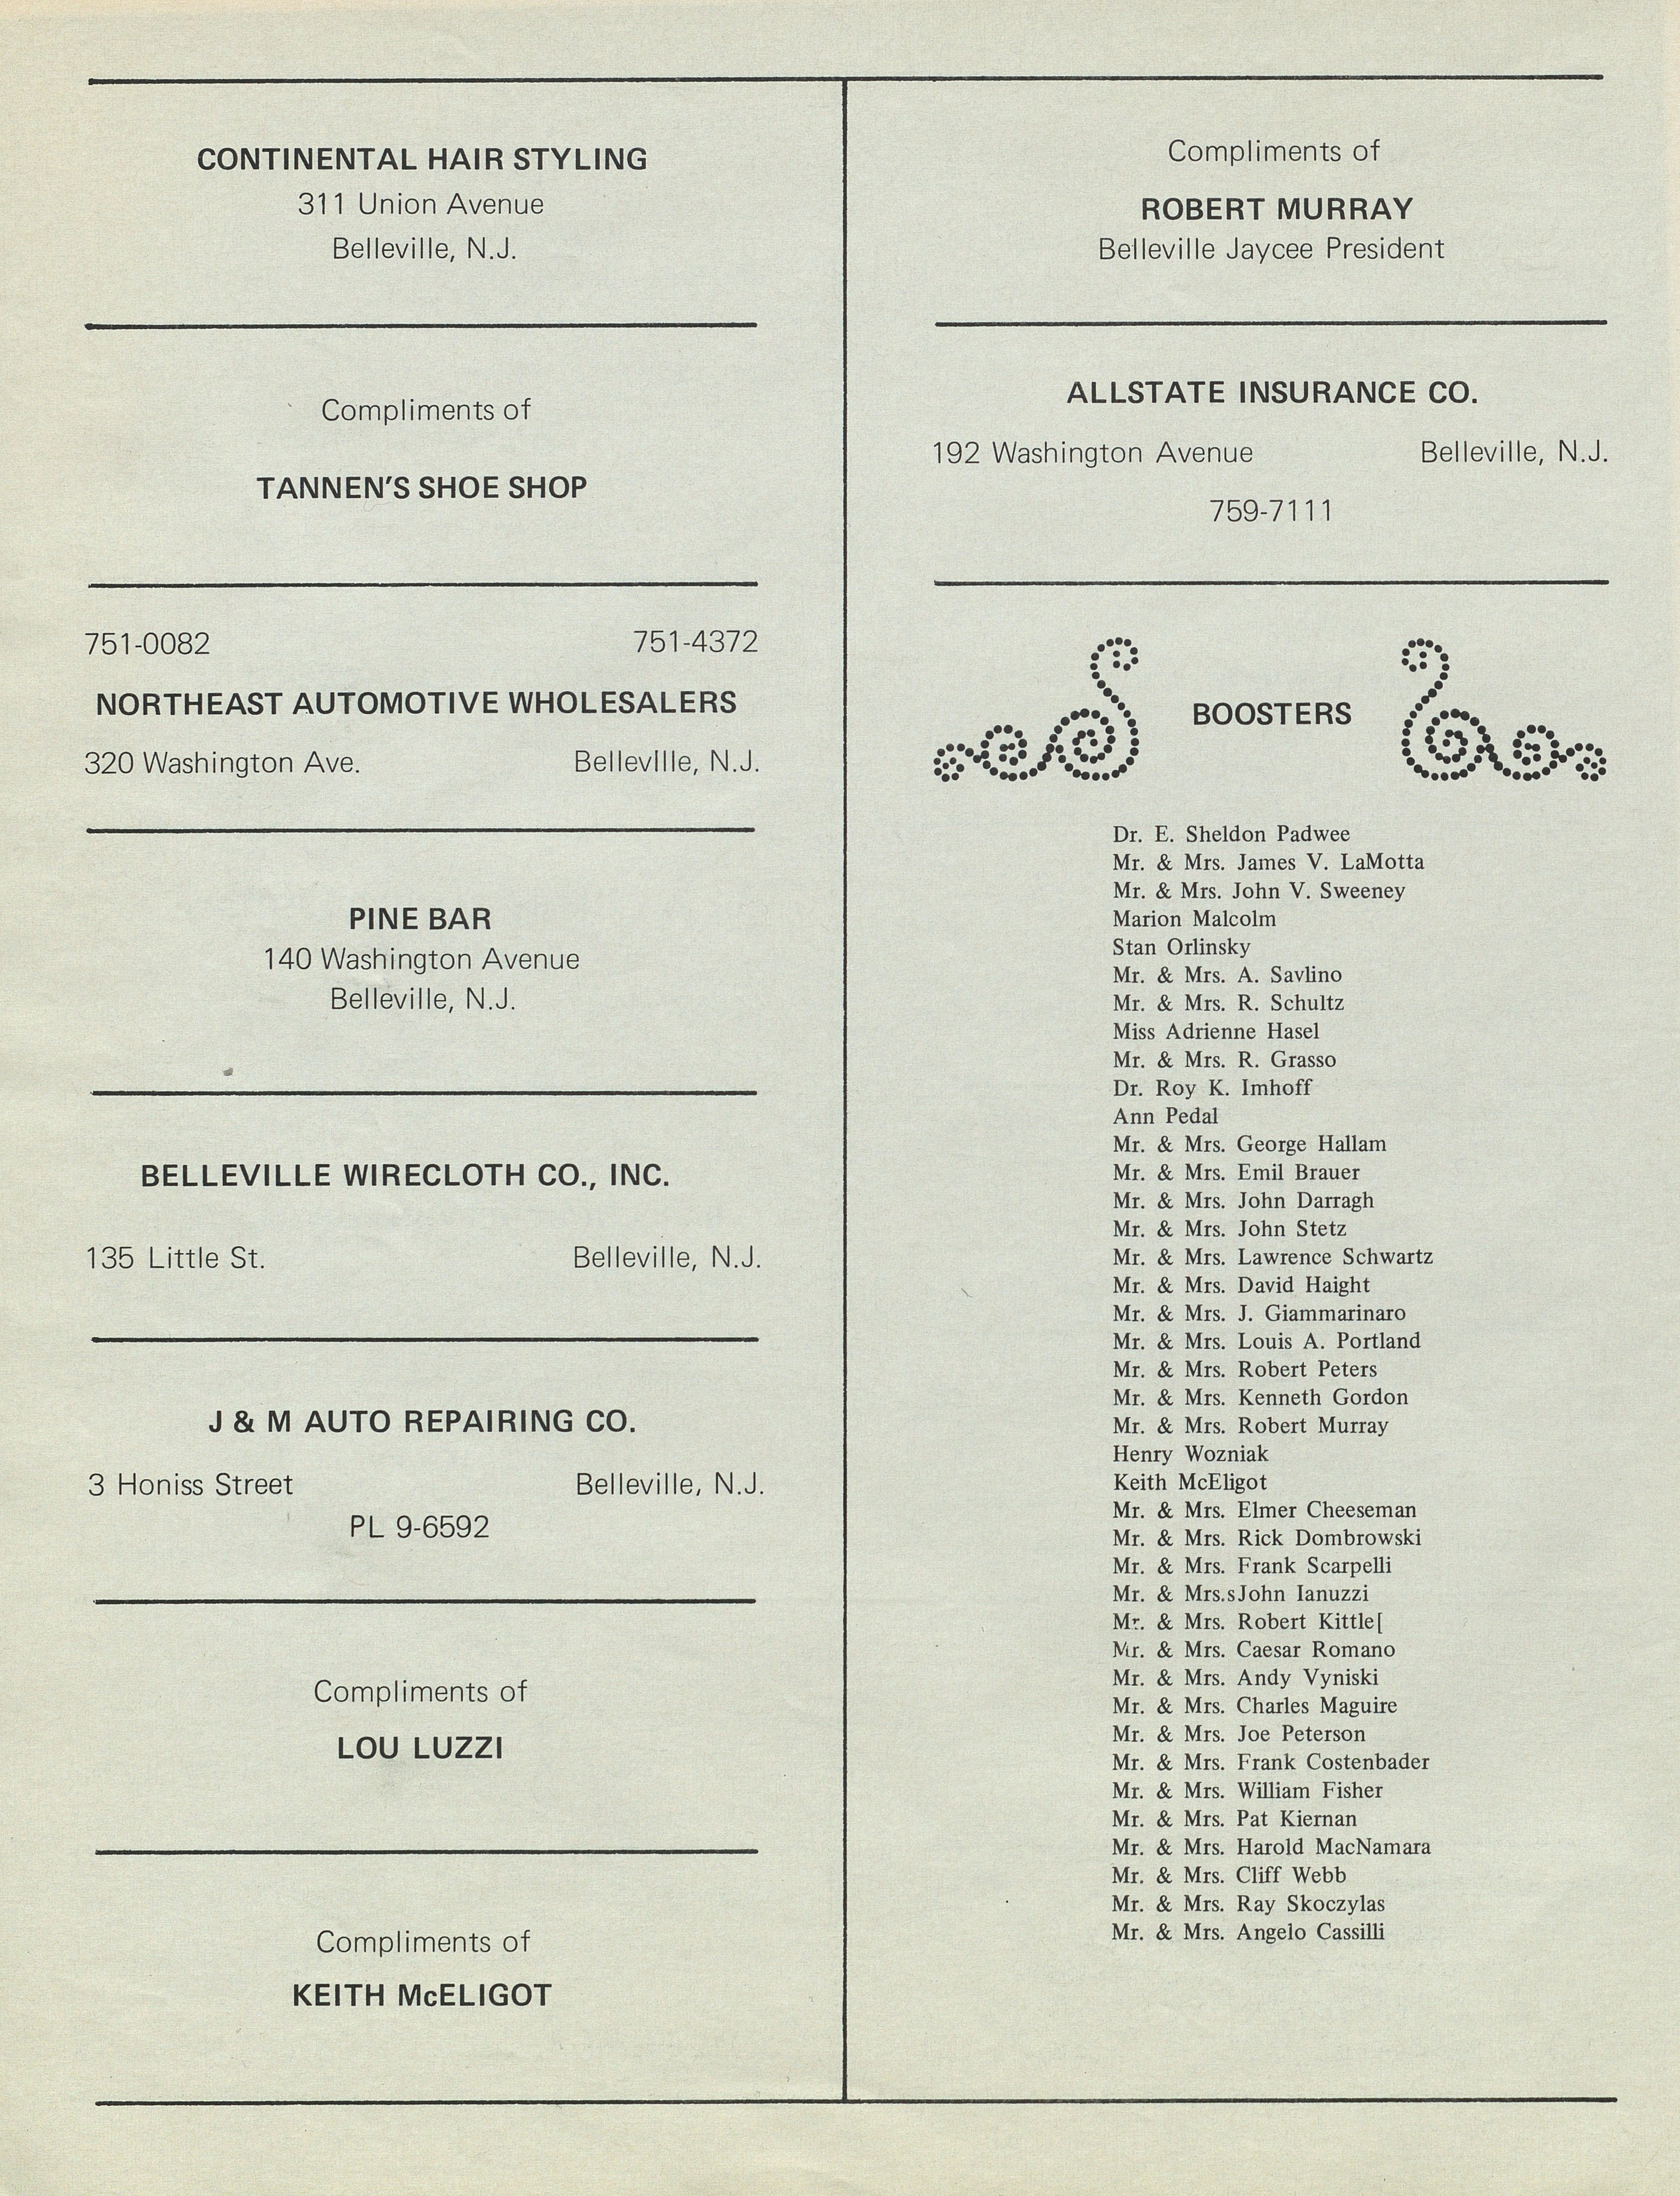 CONTINENTAL HAIR STYLING
311 Union Avenue
Belleville, N.J.
Compliments of
TANNEN'S SHOE SHOP
751-0082 751-4372
NORTHEAST AUTOMOTIVE WHOLESALERS
320 Washington Ave. Bellevllle, N.J.
PINE BAR
140 Washington Avenue
Belleville, N.J.
BELLEVILLE WIRECLOTH CO., INC.
135 Little St. Belleville, N.J.
J & M AUTO REPAIRING CO.
3 Honiss Street Belleville, N.J.
PL 9-6592
Compliments of
LOU LUZZI
Compliments of
KEITH McELIGOT
Compliments of
ROBERT MURRAY
Belleville Jaycee President
ALLSTATE INSURANCE CO.
192 Washington Avenue Belleville, N.J.
759-7111
BOOSTERS
Dr. E. Sheldon Padwee
Mr. & Mrs. James V. LaMotta
Mr. & Mrs. John V. Sweeney
Marion Malcolm
Stan Orlinsky
Mr. & Mrs. A. Savlino
Mr. & Mrs. R. Schultz
Miss Adrienne Hasel
Mr. & Mrs. R. Grasso
Dr. Roy K. Imhoff
Ann Pedal
Mr. & Mrs. George Hallam
Mr. & Mrs. Emil Brauer
Mr. & Mrs. John Darragh
Mr. & Mrs. John Stetz
Mr. & Mrs. Lawrence Schwartz
Mr. & Mrs. David Haight
Mr. & Mrs. J. Giammarinaro
Mr. & Mrs. Louis A. Portland
Mr. & Mrs. Robert Peters
Mr. & Mrs. Kenneth Gordon
Mr. & Mrs. Robert Murray
Henry Wozniak
Keith McEligot
Mr. & Mrs. Elmer Cheeseman
Mr. & Mrs. Rick Dombrowski
Mr. & Mrs. Frank Scarpelli
Mr. & Mrs.sJohn Ianuzzi
Mr. & Mrs. Robert Kittle[
Mr. & Mrs. Caesar Romano
Mr. & Mrs. Andy Vyniski
Mr. & Mrs. Charles Maguire
Mr. & Mrs. Joe Peterson
Mr. & Mrs. Frank Costenbader
Mr. & Mrs. William Fisher
Mr. & Mrs. Pat Kiernan
Mr. & Mrs. Harold MacNamara
Mr. & Mrs. Cliff Webb
Mr. & Mrs. Ray Skoczylas
Mr. & Mrs. Angelo Cassilli